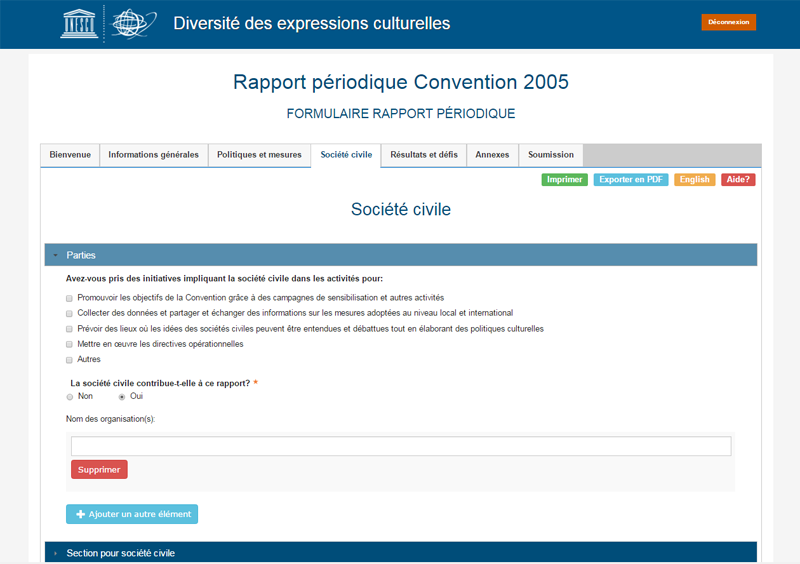 Diversité des expressions culturelles
Déconnexion
Rapport périodique Convention 2005
FORMULAIRE RAPPORT PÉRIODIQUE
Bienvenue Informations générales Politiques et mesures Société civile Résultats et défis Annexes Soumission
Imprimer Exporter en PDF English Aide?
Société civile
Parties
Avez-vous pris des initiatives impliquant la société civile dans les activités pour:
Promouvoir les objectifs de la Convention grâce à des campagnes de sensibilisation et autres activités
Collecter des données et partager et échanger des informations sur les mesures adoptées au niveau local et international
Prévoir des lieux où les idées des sociétés civiles peuvent être entendues et débattues tout en élaborant des politiques culturelles
Mettre en œuvre les directives opérationnelles
Autres
La société civile contribue-t-elle à ce rapport? *
Non Oui
Nom des organisation(s):
Supprimer
Ajouter un autre élément
Section pour société civile